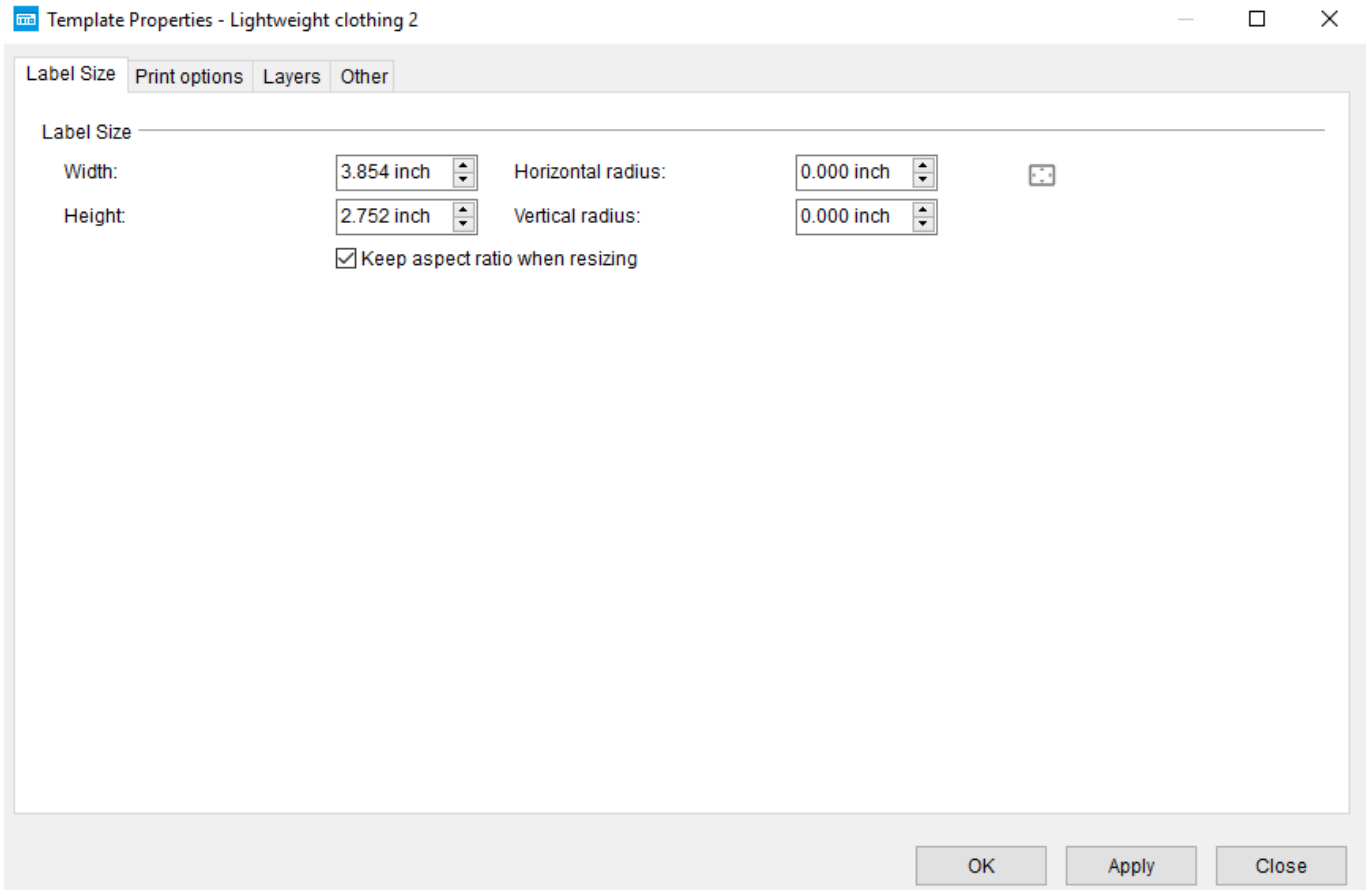 Template Properties - Lightweight clothing 2
Label Size Print options Layers Other
Label Size
Width: 3.854 inch Horizontal radius: 0.000 inch
Height: 2.752 inch Vertical radius: 0.000 inch
Keep aspect ratio when resizing
OK Apply Close